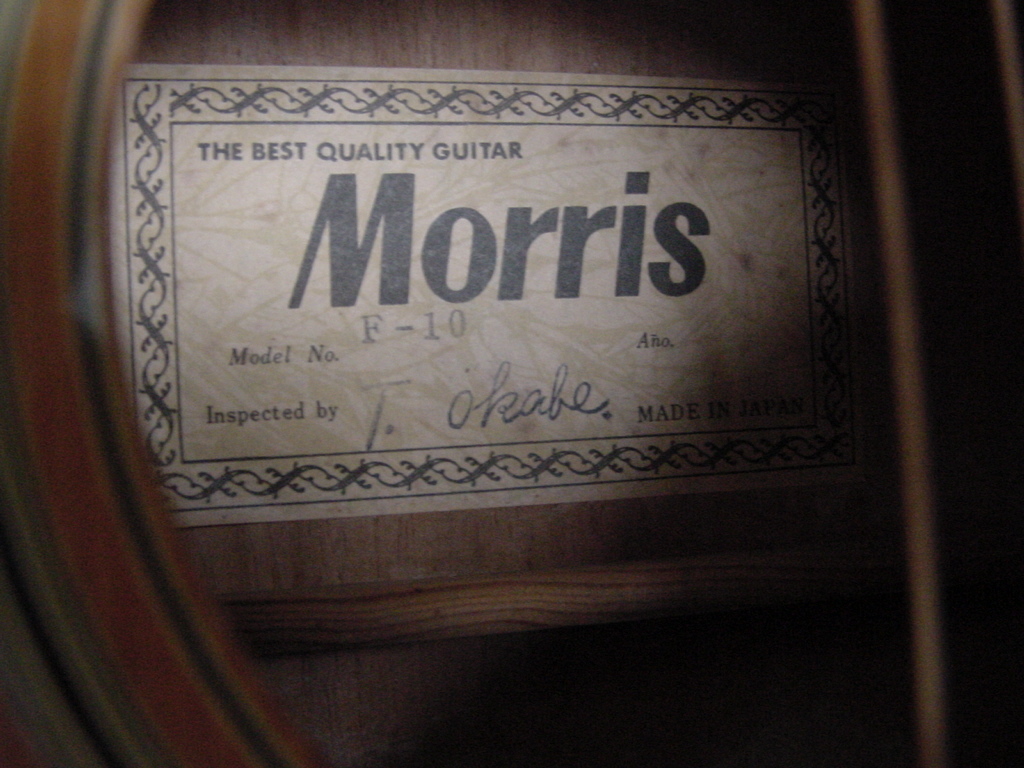 THE BEST QUALITY GUITAR
Morris
Model No. F-10 Año.
Inspected by T. Okabe. MADE IN JAPAN